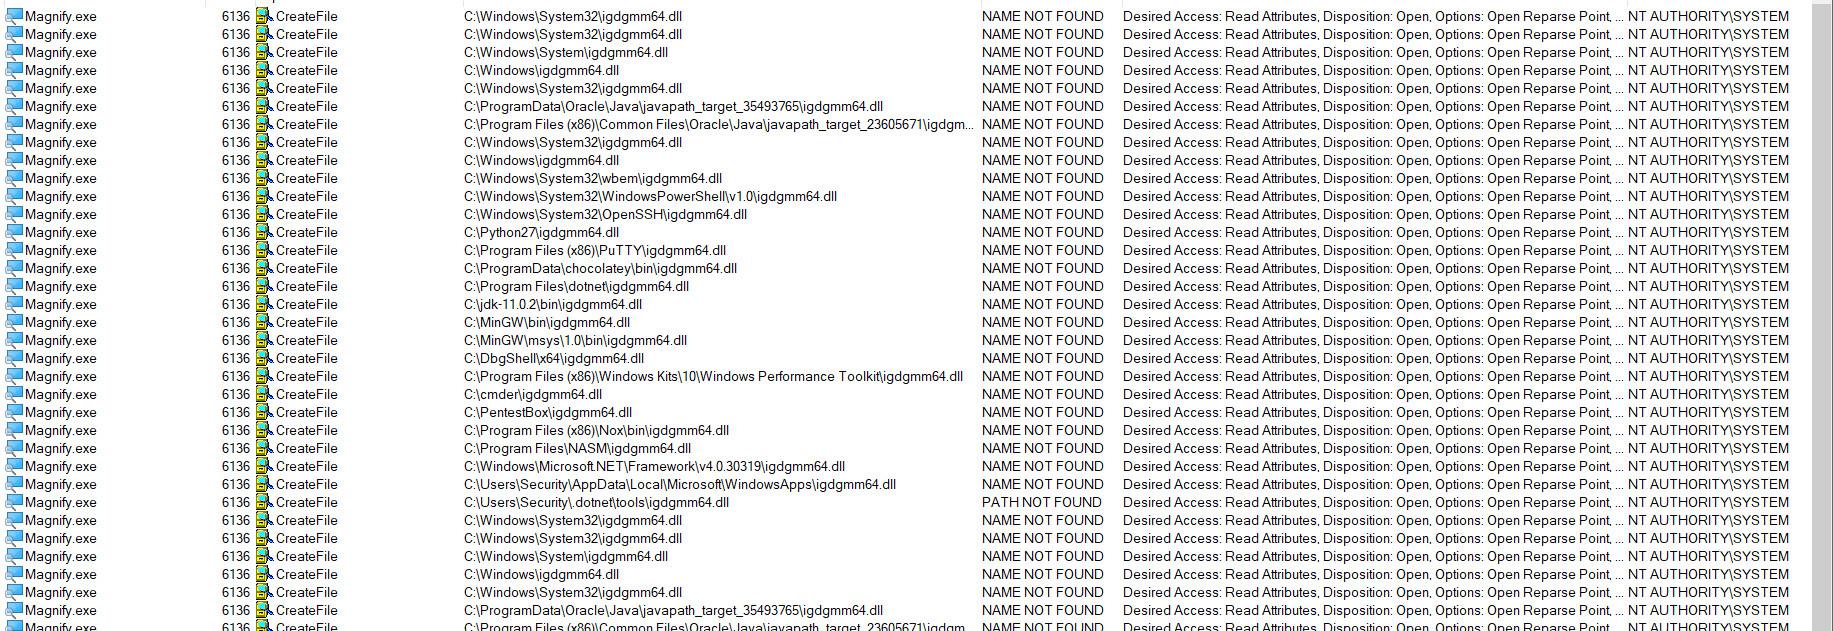 Magnify.exe 6136 CreateFile C:\Windows\System32\igdgmm64.dll NAME NOT FOUND Desired Access: Read Attributes, Disposition: Open, Options: Open Reparse Point, ... NT AUTHORITY\SYSTEM
Magnify.exe 6136 CreateFile C:\Windows\System32\igdgmm64.dll NAME NOT FOUND Desired Access: Read Attributes, Disposition: Open, Options: Open Reparse Point, ... NT AUTHORITY\SYSTEM
Magnify.exe 6136 CreateFile C:\Windows\System\igdgmm64.dll NAME NOT FOUND Desired Access: Read Attributes, Disposition: Open, Options: Open Reparse Point, ... NT AUTHORITY\SYSTEM
Magnify.exe 6136 CreateFile C:\Windows\igdgmm64.dll NAME NOT FOUND Desired Access: Read Attributes, Disposition: Open, Options: Open Reparse Point, ... NT AUTHORITY\SYSTEM
Magnify.exe 6136 CreateFile C:\Windows\System32\igdgmm64.dll NAME NOT FOUND Desired Access: Read Attributes, Disposition: Open, Options: Open Reparse Point, ... NT AUTHORITY\SYSTEM
Magnify.exe 6136 CreateFile C:\ProgramData\Oracle\Java\javapath_target_35493765\igdgmm64.dll NAME NOT FOUND Desired Access: Read Attributes, Disposition: Open, Options: Open Reparse Point, ... NT AUTHORITY\SYSTEM
Magnify.exe 6136 CreateFile C:\Program Files (x86)\Common Files\Oracle\Java\javapath_target_23605671\igdgm... NAME NOT FOUND Desired Access: Read Attributes, Disposition: Open, Options: Open Reparse Point, ... NT AUTHORITY\SYSTEM
Magnify.exe 6136 CreateFile C:\Windows\System32\igdgmm64.dll NAME NOT FOUND Desired Access: Read Attributes, Disposition: Open, Options: Open Reparse Point, ... NT AUTHORITY\SYSTEM
Magnify.exe 6136 CreateFile C:\Windows\igdgmm64.dll NAME NOT FOUND Desired Access: Read Attributes, Disposition: Open, Options: Open Reparse Point, ... NT AUTHORITY\SYSTEM
Magnify.exe 6136 CreateFile C:\Windows\System32\wbem\igdgmm64.dll NAME NOT FOUND Desired Access: Read Attributes, Disposition: Open, Options: Open Reparse Point, ... NT AUTHORITY\SYSTEM
Magnify.exe 6136 CreateFile C:\Windows\System32\WindowsPowerShell\v1.0\igdgmm64.dll NAME NOT FOUND Desired Access: Read Attributes, Disposition: Open, Options: Open Reparse Point, ... NT AUTHORITY\SYSTEM
Magnify.exe 6136 CreateFile C:\Windows\System32\OpenSSH\igdgmm64.dll NAME NOT FOUND Desired Access: Read Attributes, Disposition: Open, Options: Open Reparse Point, ... NT AUTHORITY\SYSTEM
Magnify.exe 6136 CreateFile C:\Python27\igdgmm64.dll NAME NOT FOUND Desired Access: Read Attributes, Disposition: Open, Options: Open Reparse Point, ... NT AUTHORITY\SYSTEM
Magnify.exe 6136 CreateFile C:\Program Files (x86)\PuTTY\igdgmm64.dll NAME NOT FOUND Desired Access: Read Attributes, Disposition: Open, Options: Open Reparse Point, ... NT AUTHORITY\SYSTEM
Magnify.exe 6136 CreateFile C:\ProgramData\chocolatey\bin\igdgmm64.dll NAME NOT FOUND Desired Access: Read Attributes, Disposition: Open, Options: Open Reparse Point, ... NT AUTHORITY\SYSTEM
Magnify.exe 6136 CreateFile C:\Program Files\dotnet\igdgmm64.dll NAME NOT FOUND Desired Access: Read Attributes, Disposition: Open, Options: Open Reparse Point, ... NT AUTHORITY\SYSTEM
Magnify.exe 6136 CreateFile C:\jdk-11.0.2\bin\igdgmm64.dll NAME NOT FOUND Desired Access: Read Attributes, Disposition: Open, Options: Open Reparse Point, ... NT AUTHORITY\SYSTEM
Magnify.exe 6136 CreateFile C:\MinGW\bin\igdgmm64.dll NAME NOT FOUND Desired Access: Read Attributes, Disposition: Open, Options: Open Reparse Point, ... NT AUTHORITY\SYSTEM
Magnify.exe 6136 CreateFile C:\MinGW\msys\1.0\bin\igdgmm64.dll NAME NOT FOUND Desired Access: Read Attributes, Disposition: Open, Options: Open Reparse Point, ... NT AUTHORITY\SYSTEM
Magnify.exe 6136 CreateFile C:\DbgShell\x64\igdgmm64.dll NAME NOT FOUND Desired Access: Read Attributes, Disposition: Open, Options: Open Reparse Point, ... NT AUTHORITY\SYSTEM
Magnify.exe 6136 CreateFile C:\Program Files (x86)\Windows Kits\10\Windows Performance Toolkit\igdgmm64.dll NAME NOT FOUND Desired Access: Read Attributes, Disposition: Open, Options: Open Reparse Point, ... NT AUTHORITY\SYSTEM
Magnify.exe 6136 CreateFile C:\cmder\igdgmm64.dll NAME NOT FOUND Desired Access: Read Attributes, Disposition: Open, Options: Open Reparse Point, ... NT AUTHORITY\SYSTEM
Magnify.exe 6136 CreateFile C:\PentestBox\igdgmm64.dll NAME NOT FOUND Desired Access: Read Attributes, Disposition: Open, Options: Open Reparse Point, ... NT AUTHORITY\SYSTEM
Magnify.exe 6136 CreateFile C:\Program Files (x86)\Nox\bin\igdgmm64.dll NAME NOT FOUND Desired Access: Read Attributes, Disposition: Open, Options: Open Reparse Point, ... NT AUTHORITY\SYSTEM
Magnify.exe 6136 CreateFile C:\Program Files\NASM\igdgmm64.dll NAME NOT FOUND Desired Access: Read Attributes, Disposition: Open, Options: Open Reparse Point, ... NT AUTHORITY\SYSTEM
Magnify.exe 6136 CreateFile C:\Windows\Microsoft.NET\Framework\v4.0.30319\igdgmm64.dll NAME NOT FOUND Desired Access: Read Attributes, Disposition: Open, Options: Open Reparse Point, ... NT AUTHORITY\SYSTEM
Magnify.exe 6136 CreateFile C:\Users\Security\AppData\Local\Microsoft\WindowsApps\igdgmm64.dll NAME NOT FOUND Desired Access: Read Attributes, Disposition: Open, Options: Open Reparse Point, ... NT AUTHORITY\SYSTEM
Magnify.exe 6136 CreateFile C:\Users\Security\.dotnet\tools\igdgmm64.dll PATH NOT FOUND Desired Access: Read Attributes, Disposition: Open, Options: Open Reparse Point, ... NT AUTHORITY\SYSTEM
Magnify.exe 6136 CreateFile C:\Windows\System32\igdgmm64.dll NAME NOT FOUND Desired Access: Read Attributes, Disposition: Open, Options: Open Reparse Point, ... NT AUTHORITY\SYSTEM
Magnify.exe 6136 CreateFile C:\Windows\System32\igdgmm64.dll NAME NOT FOUND Desired Access: Read Attributes, Disposition: Open, Options: Open Reparse Point, ... NT AUTHORITY\SYSTEM
Magnify.exe 6136 CreateFile C:\Windows\System\igdgmm64.dll NAME NOT FOUND Desired Access: Read Attributes, Disposition: Open, Options: Open Reparse Point, ... NT AUTHORITY\SYSTEM
Magnify.exe 6136 CreateFile C:\Windows\igdgmm64.dll NAME NOT FOUND Desired Access: Read Attributes, Disposition: Open, Options: Open Reparse Point, ... NT AUTHORITY\SYSTEM
Magnify.exe 6136 CreateFile C:\Windows\System32\igdgmm64.dll NAME NOT FOUND Desired Access: Read Attributes, Disposition: Open, Options: Open Reparse Point, ... NT AUTHORITY\SYSTEM
Magnify.exe 6136 CreateFile C:\ProgramData\Oracle\Java\javapath_target_35493765\igdgmm64.dll NAME NOT FOUND Desired Access: Read Attributes, Disposition: Open, Options: Open Reparse Point, ... NT AUTHORITY\SYSTEM
Magnify.exe 6136 CreateFile C:\Program Files (x86)\Common Files\Oracle\Java\javapath_target_23605671\igdgm... NAME NOT FOUND Desired Access: Read Attributes, Disposition: Open, Options: Open Reparse Point, ... NT AUTHORITY\SYSTEM